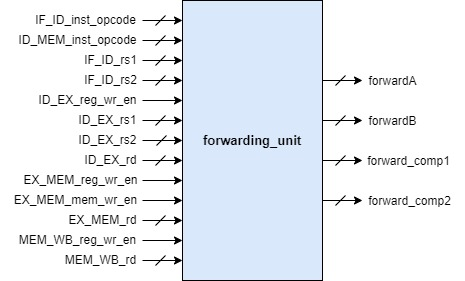 IF_ID_inst_opcode
ID_MEM_inst_opcode
IF_ID_rs1
IF_ID_rs2
ID_EX_reg_wr_en
ID_EX_rs1
ID_EX_rs2
ID_EX_rd
EX_MEM_reg_wr_en
EX_MEM_mem_wr_en
EX_MEM_rd
MEM_WB_reg_wr_en
MEM_WB_rd
forwarding_unit
forwardA
forwardB
forward_comp1
forward_comp2